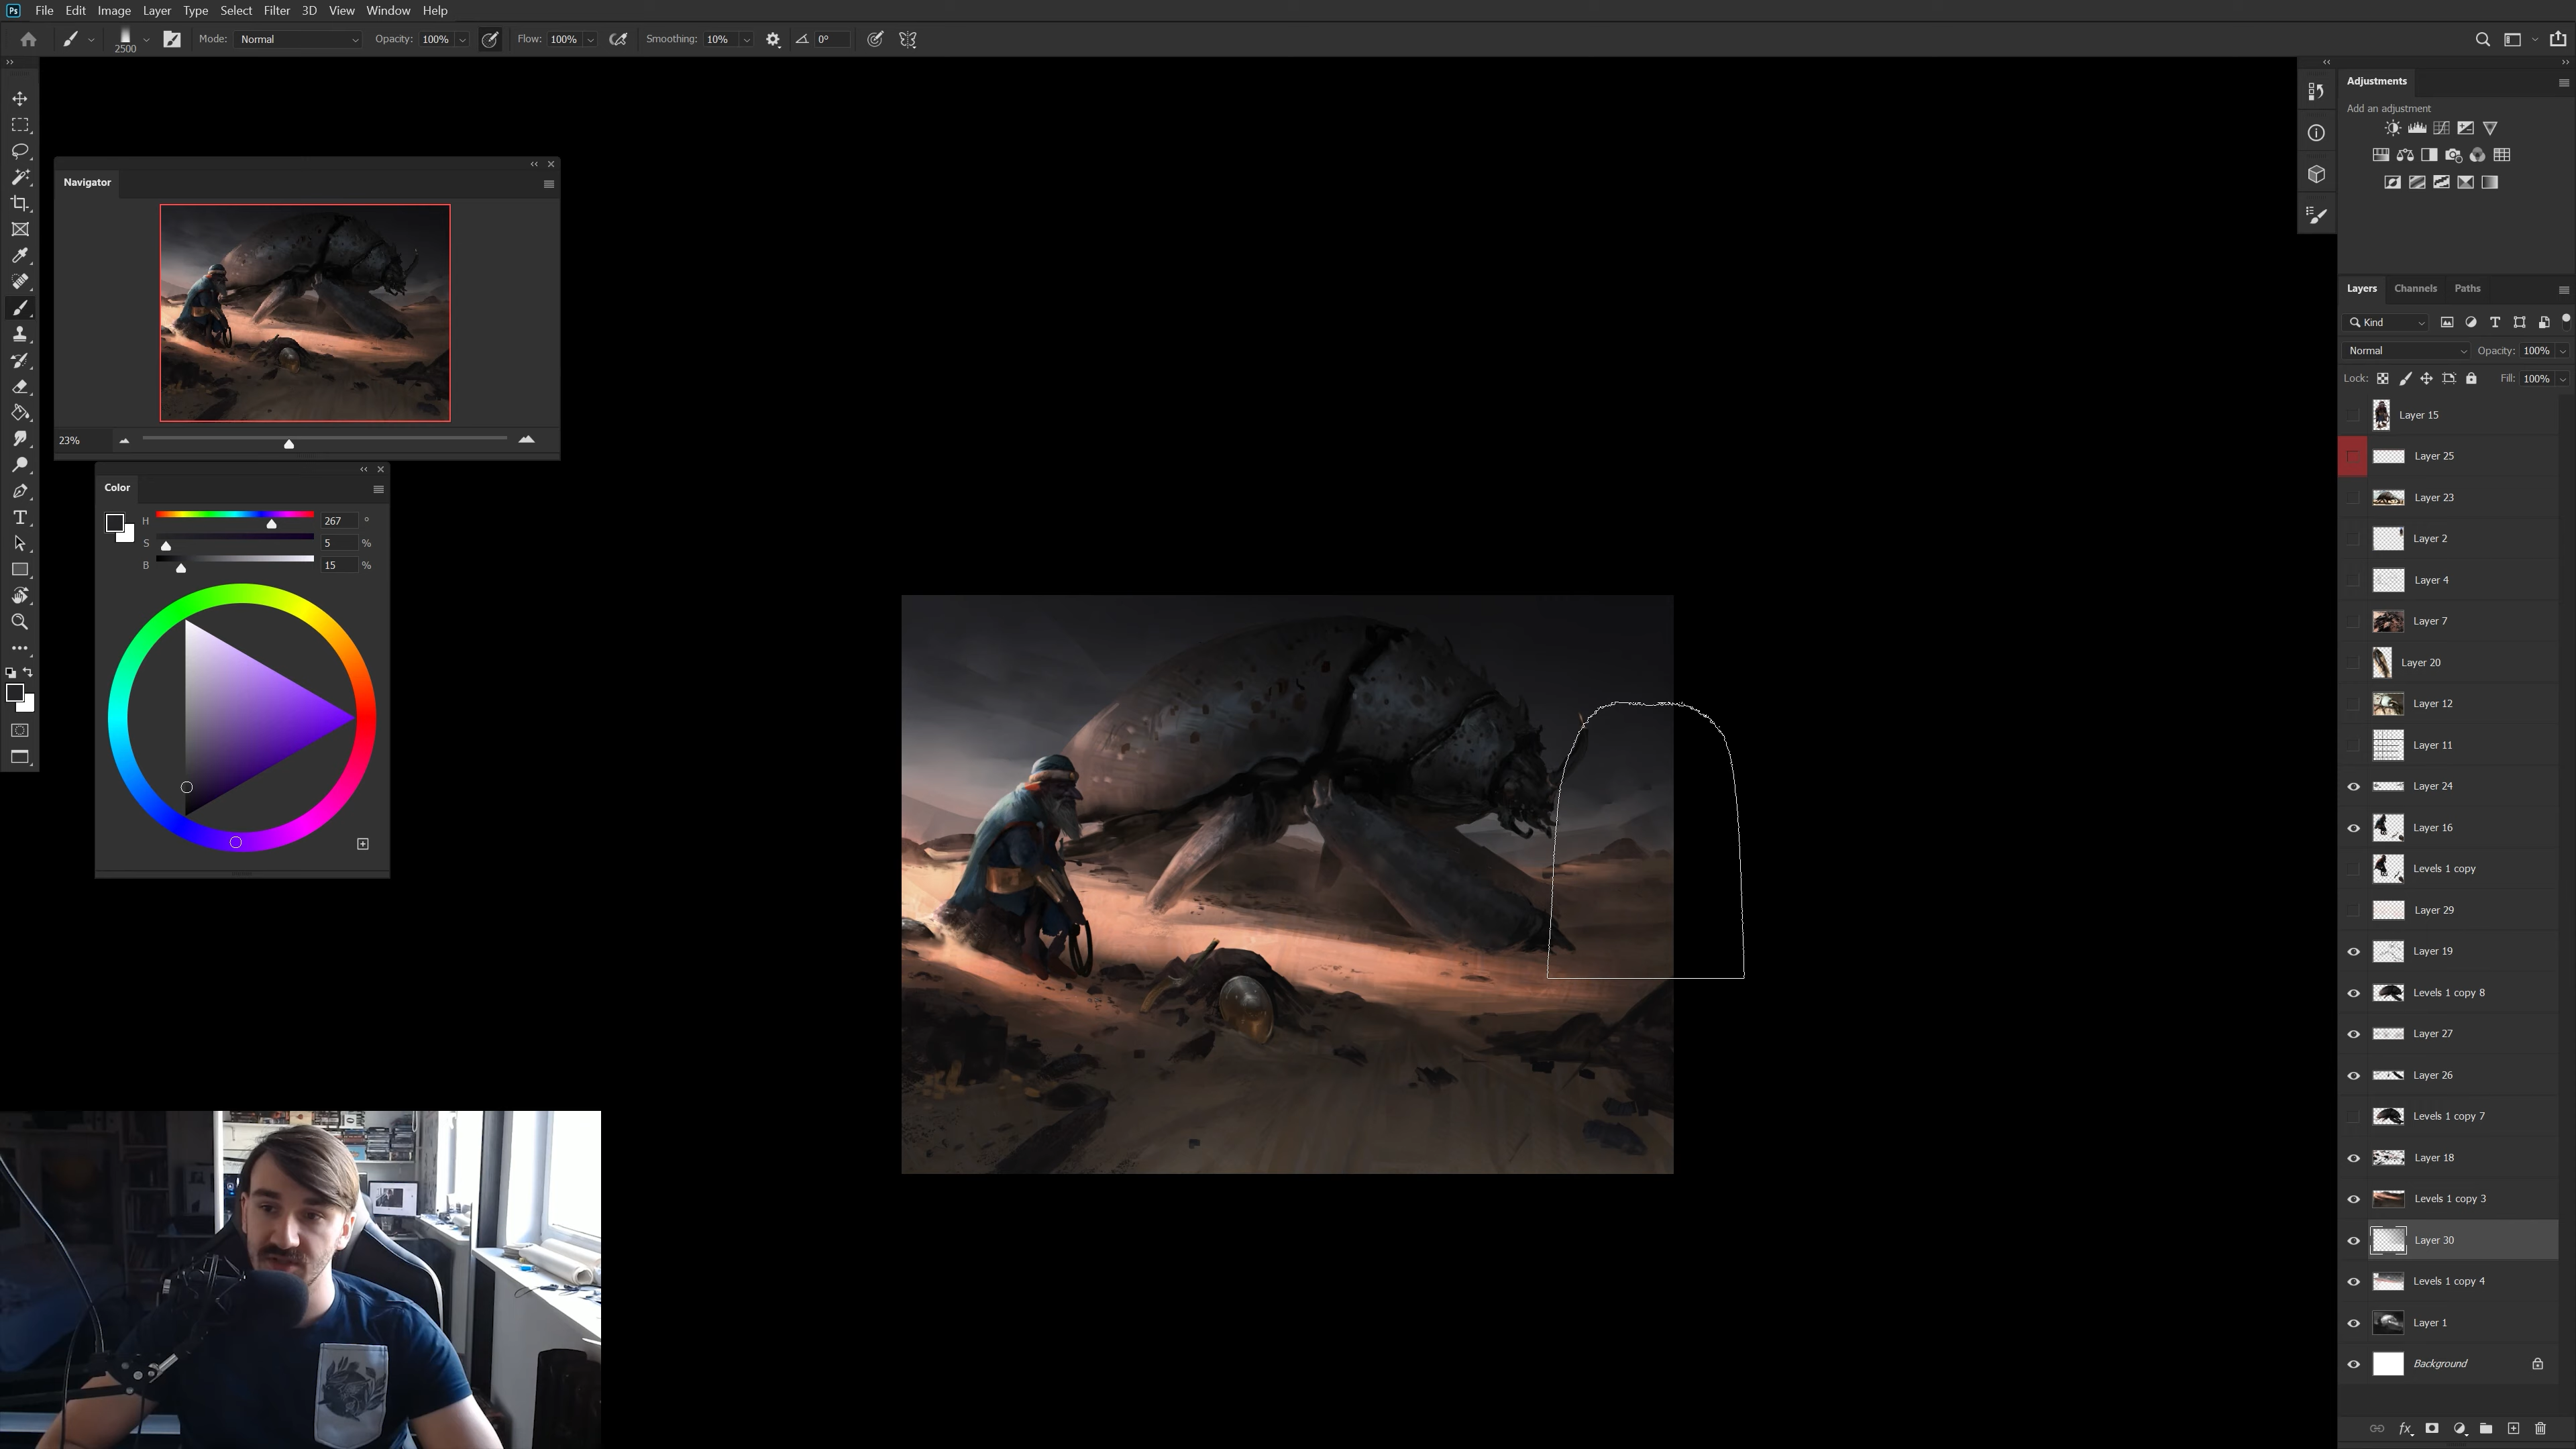 Ps File Edit Image Layer Type Select Filter 3D View Window Help
2500 Mode: Normal Opacity: 100% Flow: 100% Smoothing: 10% 0°
Adjustments
Add an adjustment
Navigator
23%
Color
H 267 °
S 5 %
B 15 %
Layers Channels Paths
Kind
Normal Opacity: 100%
Lock: Fill: 100%
Layer 15
Layer 25
Layer 23
Layer 2
Layer 4
Layer 7
Layer 20
Layer 12
Layer 11
Layer 24
Layer 16
Levels 1 copy
Layer 29
Layer 19
Levels 1 copy 8
Layer 27
Layer 26
Levels 1 copy 7
Layer 18
Levels 1 copy 3
Layer 30
Levels 1 copy 4
Layer 1
Background
fx